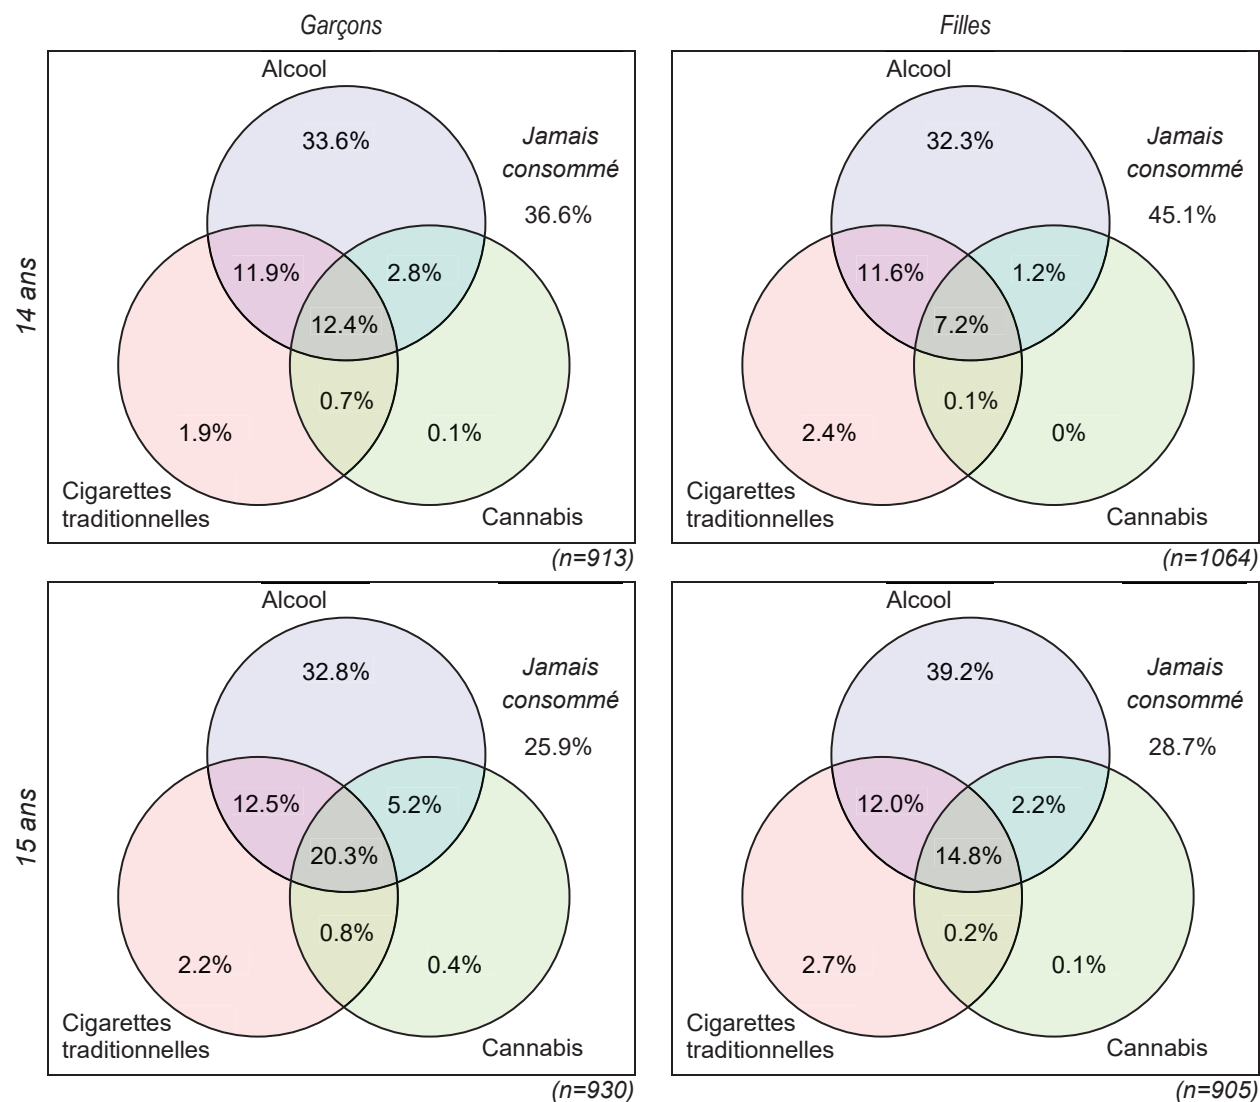 Garçons
Filles
14 ans
Alcool
33.6%
Jamais
consommé
36.6%
11.9%
2.8%
12.4%
0.7%
1.9%
0.1%
Cigarettes
traditionnelles
Cannabis
(n=913)
Alcool
32.3%
Jamais
consommé
45.1%
11.6%
1.2%
7.2%
0.1%
2.4%
0%
Cigarettes
traditionnelles
Cannabis
(n=1064)
15 ans
Alcool
32.8%
Jamais
consommé
25.9%
12.5%
5.2%
20.3%
0.8%
2.2%
0.4%
Cigarettes
traditionnelles
Cannabis
(n=930)
Alcool
39.2%
Jamais
consommé
28.7%
12.0%
2.2%
14.8%
0.2%
2.7%
0.1%
Cigarettes
traditionnelles
Cannabis
(n=905)